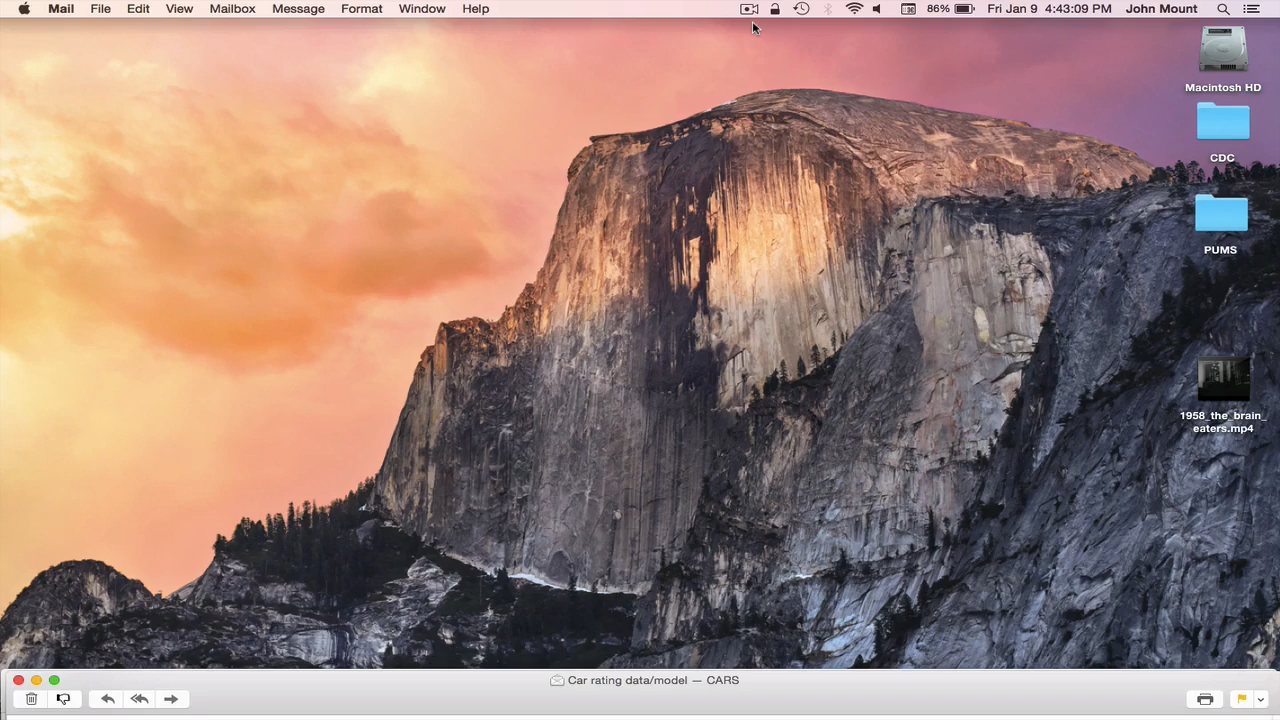 Mail File Edit View Mailbox Message Format Window Help 86% Fri Jan 9 4:43:09 PM John Mount
Macintosh HD
CDC
PUMS
1958_the_brain_
eaters.mp4
Car rating data/model — CARS